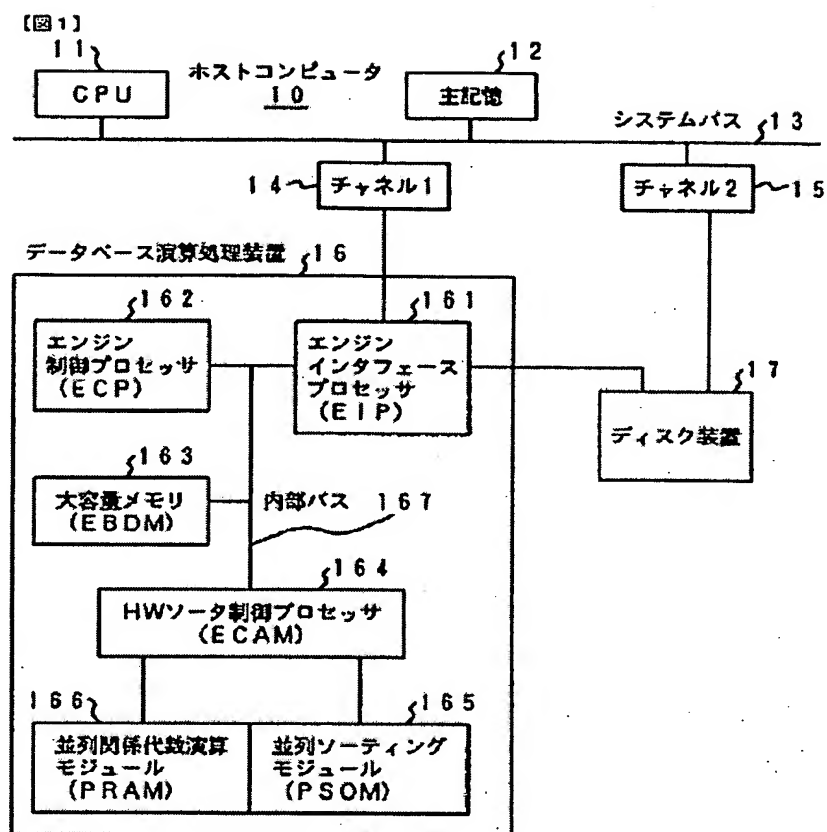 【図1】
11
CPU
ホストコンピュータ
10
12
主記憶
システムバス
13
14
チャネル1
チャネル2
15
データベース演算処理装置
16
162
エンジン
制御プロセッサ
(ECP)
161
エンジン
インタフェース
プロセッサ
(EIP)
17
ディスク装置
163
大容量メモリ
(EBDM)
内部バス
167
164
HWソータ制御プロセッサ
(ECAM)
166
並列関係代数演算
モジュール
(PRAM)
165
並列ソーティング
モジュール
(PSOM)